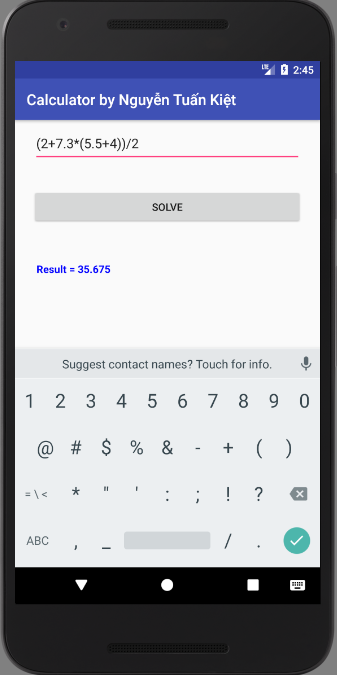 LTE 2:45
Calculator by Nguyễn Tuấn Kiệt
(2+7.3*(5.5+4))/2
SOLVE
Result = 35.675
Suggest contact names? Touch for info.
1 2 3 4 5 6 7 8 9 0
@ # $ % & - + ( )
= \ < * " ' : ; ! ?
ABC , _ / .